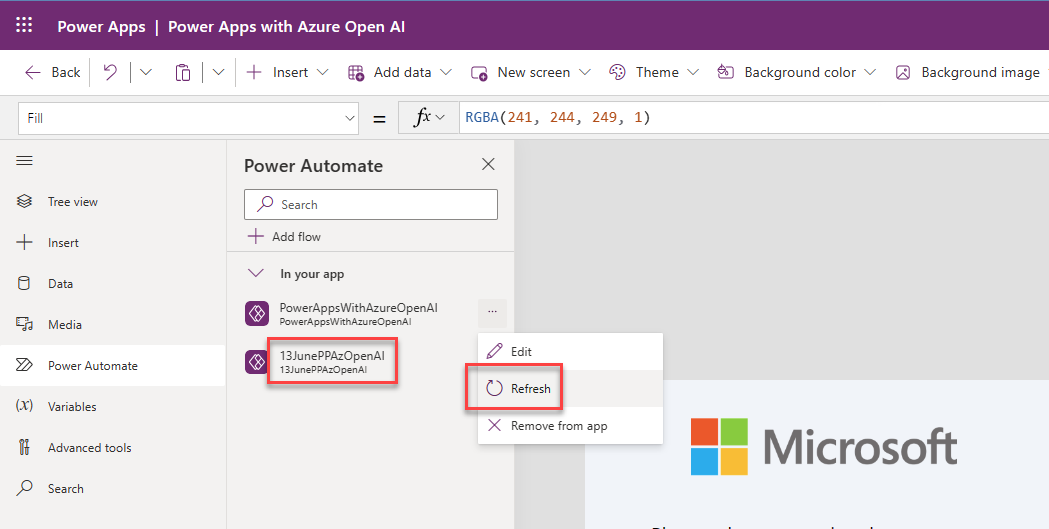 Power Apps | Power Apps with Azure Open AI
Back Insert Add data New screen Theme Background color Background image
Fill = fx RGBA(241, 244, 249, 1)
Power Automate
Tree view
Search
Insert
Add flow
Data
In your app
Media
PowerAppsWithAzureOpenAI ...
PowerAppsWithAzureOpenAI
Power Automate
13JunePPAzOpenAI
13JunePPAzOpenAI
Edit
Refresh
Remove from app
(x) Variables
Advanced tools
Search
Microsoft